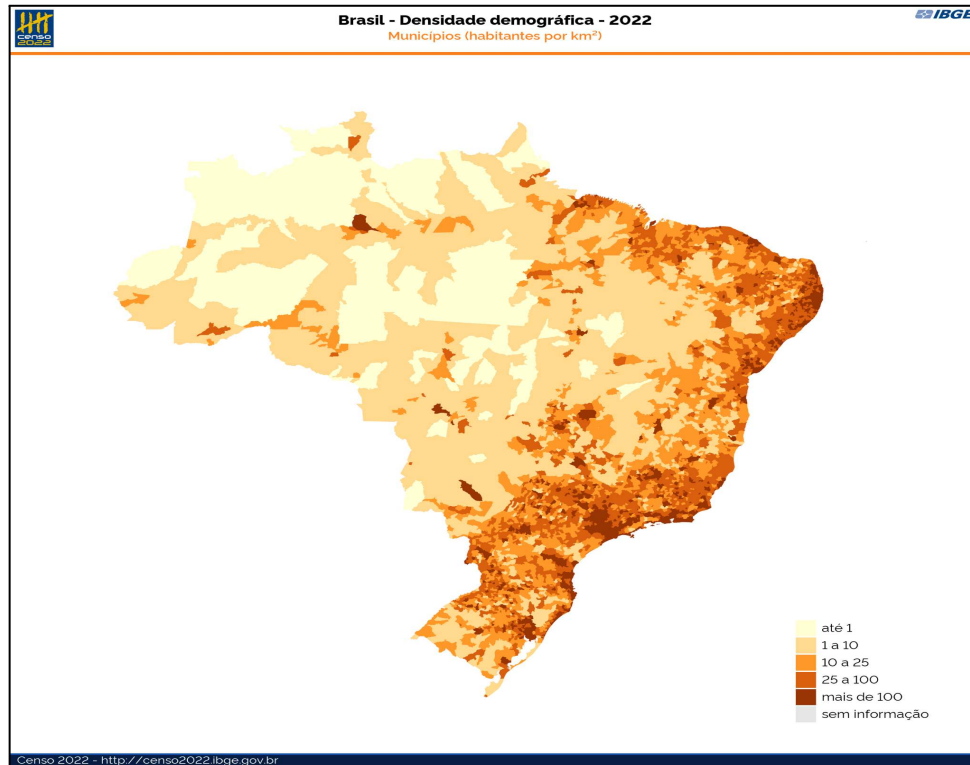 censo
2022
Brasil - Densidade demográfica - 2022
Municípios (habitantes por km²)
IBGE
até 1
1 a 10
10 a 25
25 a 100
mais de 100
sem informação
Censo 2022 - http://censo2022.ibge.gov.br